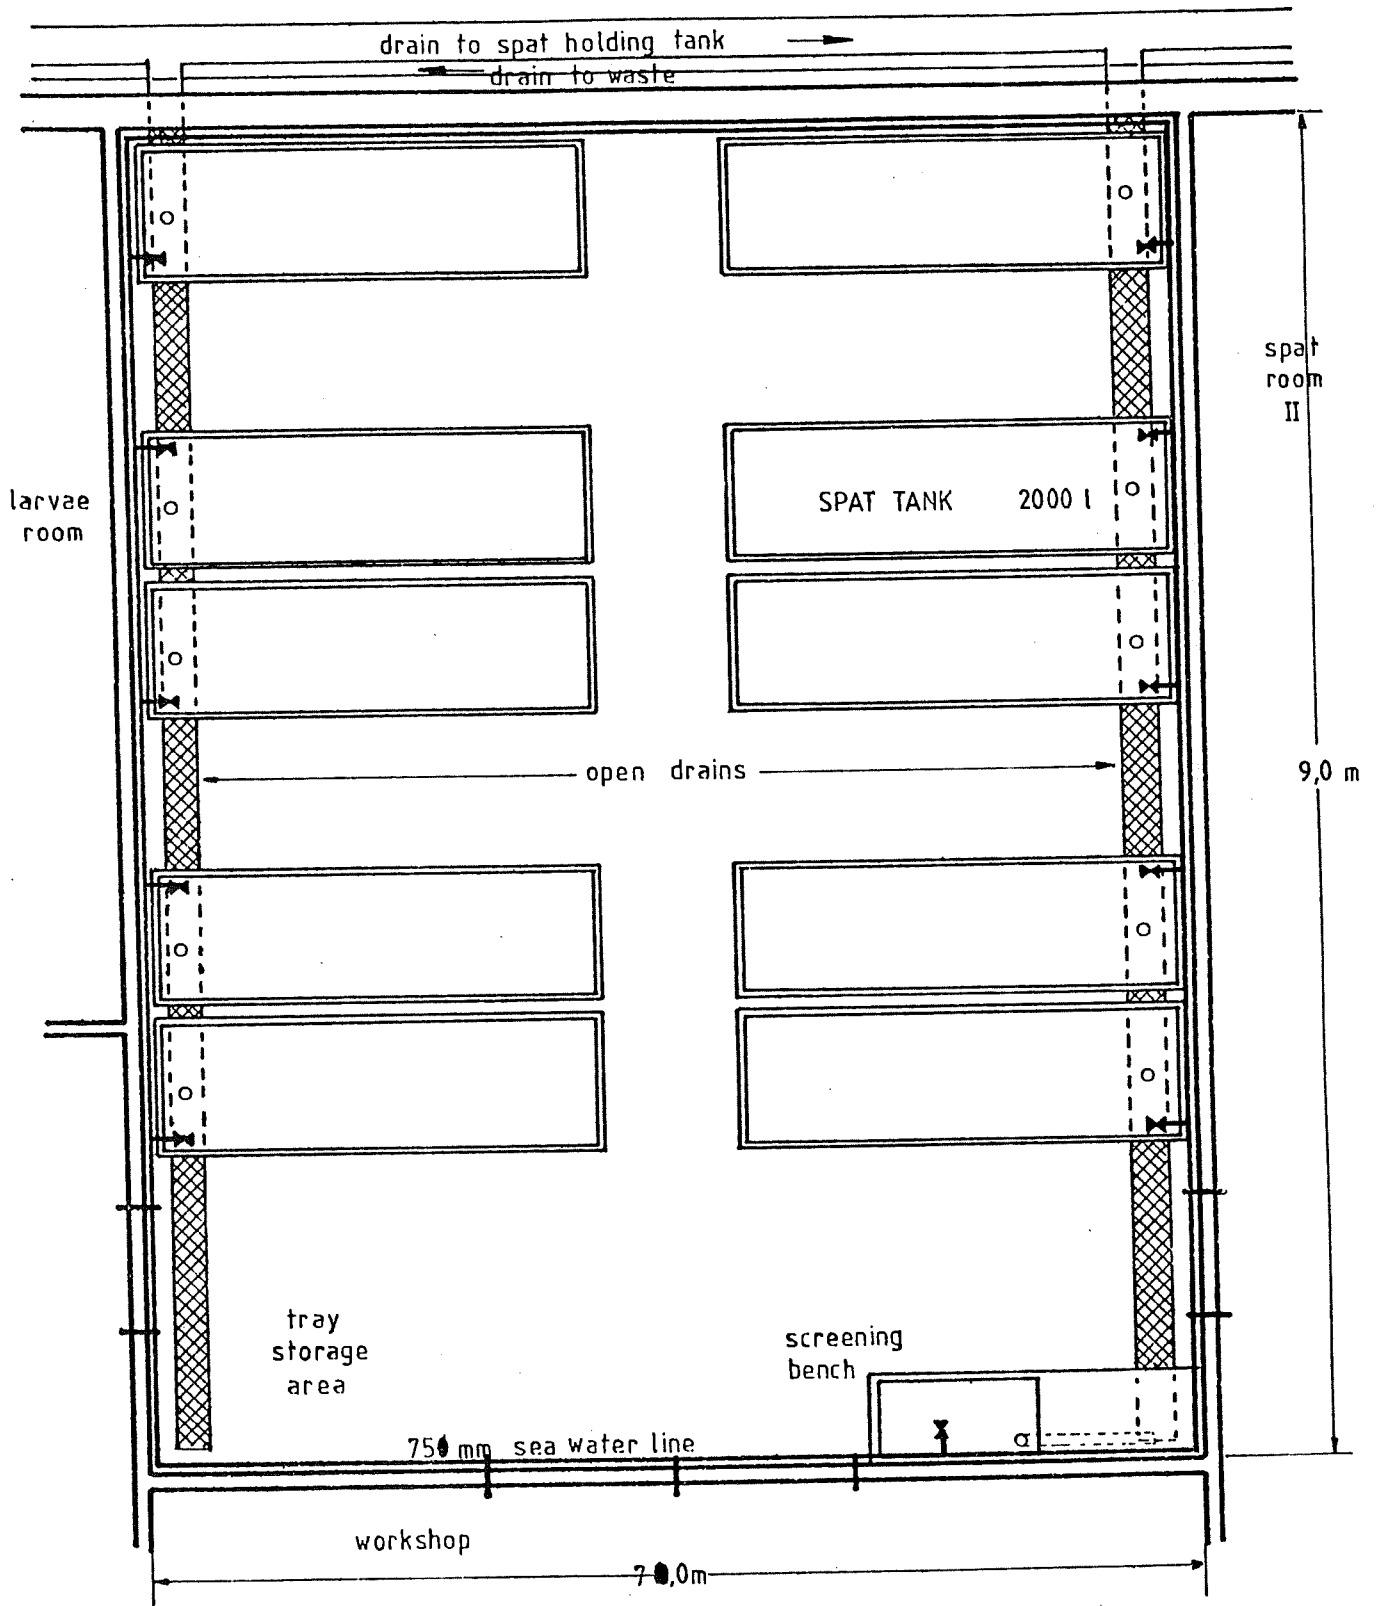 drain to spat holding tank
drain to waste
spat
room
II
larvae
room
SPAT TANK 2000 l
open drains
9,0 m
tray
storage
area
screening
bench
mm sea water line
workshop